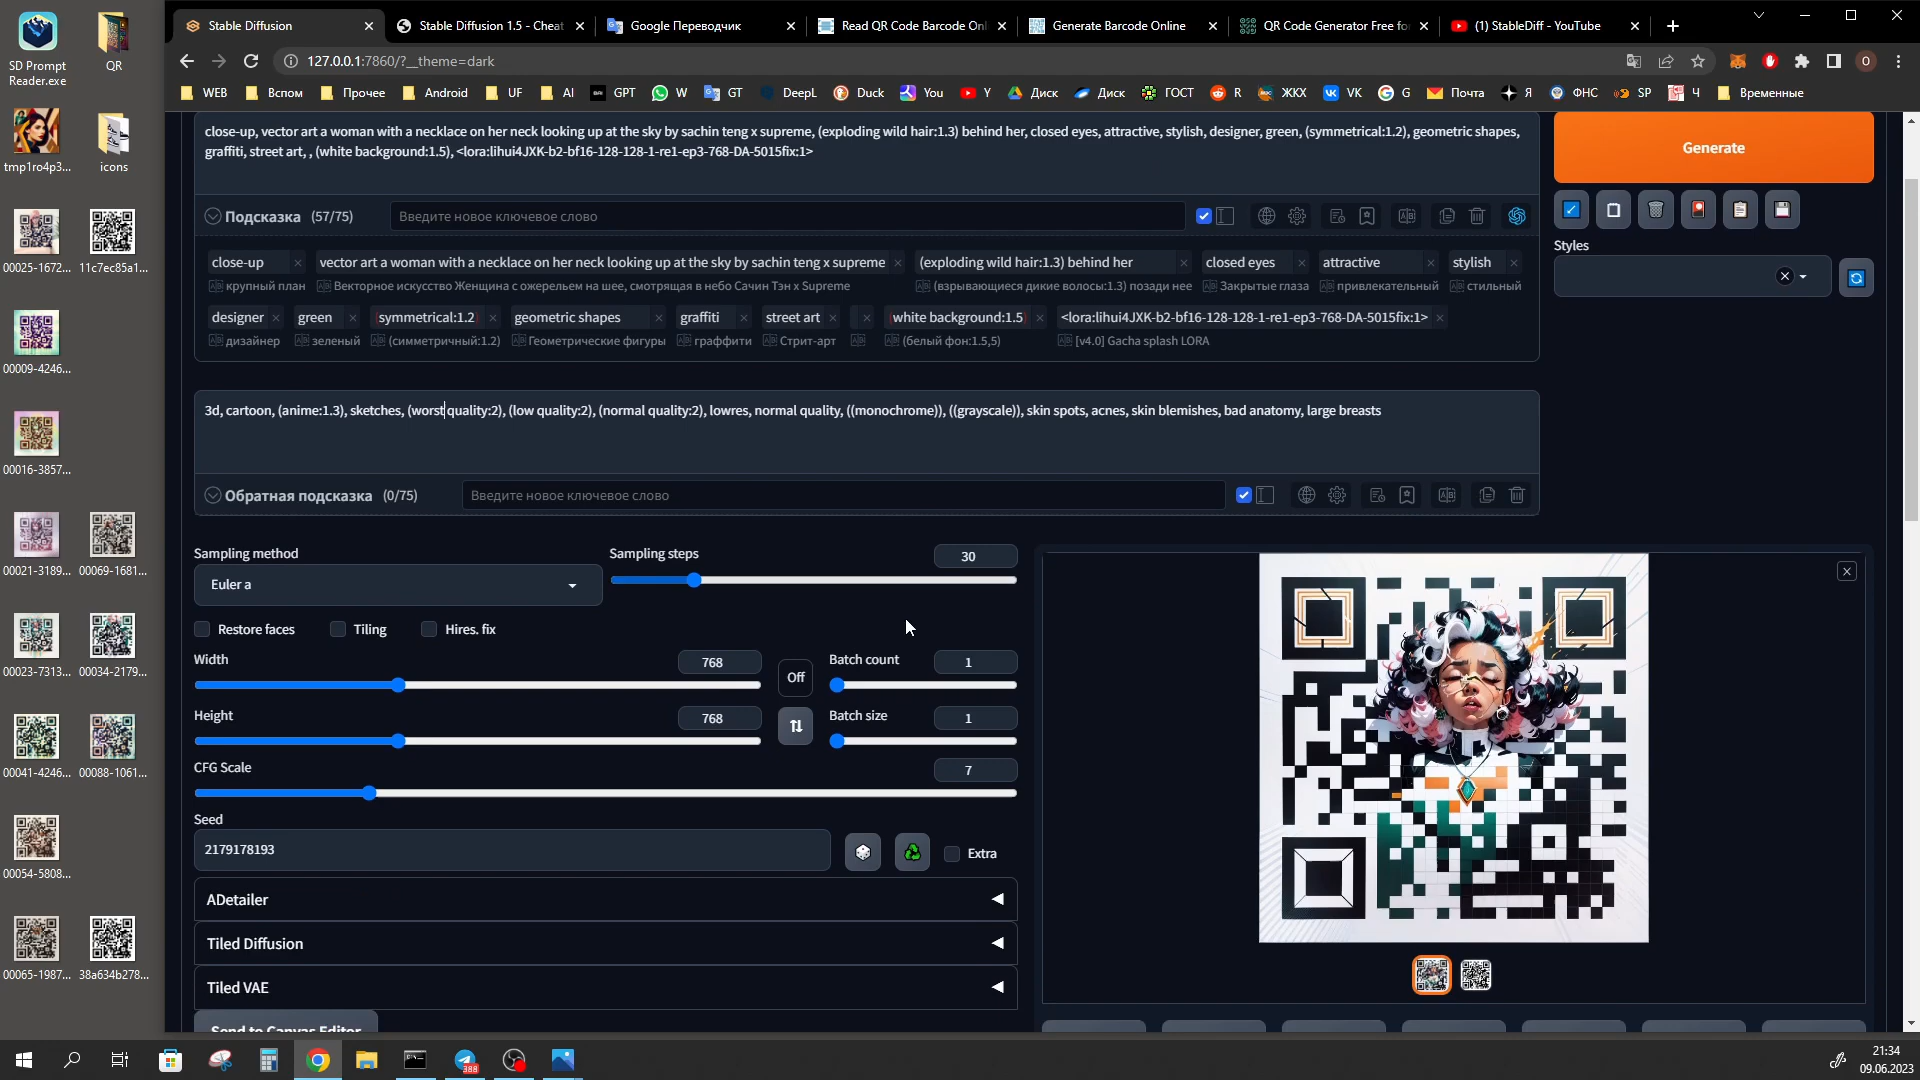 SD Prompt
Reader.exe
QR
tmp1ro4p3...
icons
00025-1672...
11c7ec85a1...
00009-4246...
00016-3857...
00021-3189...
00069-1681...
00023-7313...
00034-2179...
00041-4246...
00088-1061...
00054-5808...
00065-1987...
38a634b278...
Stable Diffusion
Stable Diffusion 1.5 - Cheat
Google Переводчик
Read QR Code Barcode Onl
Generate Barcode Online
QR Code Generator Free fo
(1) StableDiff - YouTube
127.0.0.1:7860/?__theme=dark
O
WEB
Вспом
Прочее
Android
UF
AI
GPT
W
GT
DeepL
Duck
You
Y
Диск
Диск
ГОСТ
R
ЖКХ
VK
G
Почта
Я
ФНС
SP
Ч
Временные
close-up, vector art a woman with a necklace on her neck looking up at the sky by sachin teng x supreme, (exploding wild hair:1.3) behind her, closed eyes, attractive, stylish, designer, green, (symmetrical:1.2), geometric shapes,
graffiti, street art, , (white background:1.5), <lora:lihui4JXK-b2-bf16-128-128-1-re1-ep3-768-DA-5015fix:1>
Generate
Подсказка (57/75)
Введите новое ключевое слово
Styles
close-up
vector art a woman with a necklace on her neck looking up at the sky by sachin teng x supreme
(exploding wild hair:1.3) behind her
closed eyes
attractive
stylish
крупный план
Векторное искусство Женщина с ожерельем на шее, смотрящая в небо Сачин Тэн x Supreme
(взрывающиеся дикие волосы:1.3) позади нее
Закрытые глаза
привлекательный
стильный
designer
green
(symmetrical:1.2)
geometric shapes
graffiti
street art
(white background:1.5)
<lora:lihui4JXK-b2-bf16-128-128-1-re1-ep3-768-DA-5015fix:1>
дизайнер
зеленый
(симметричный:1.2)
Геометрические фигуры
граффити
Стрит-арт
(белый фон:1.5,5)
[v4.0] Gacha splash LORA
3d, cartoon, (anime:1.3), sketches, (worst quality:2), (low quality:2), (normal quality:2), lowres, normal quality, ((monochrome)), ((grayscale)), skin spots, acnes, skin blemishes, bad anatomy, large breasts
Обратная подсказка (0/75)
Введите новое ключевое слово
Sampling method
Sampling steps
30
Euler a
Restore faces
Tiling
Hires. fix
Width
768
Off
Batch count
1
Height
768
Batch size
1
CFG Scale
7
Seed
2179178193
Extra
ADetailer
Tiled Diffusion
Tiled VAE
Send to Canvas Editor
388
21:34
09.06.2023